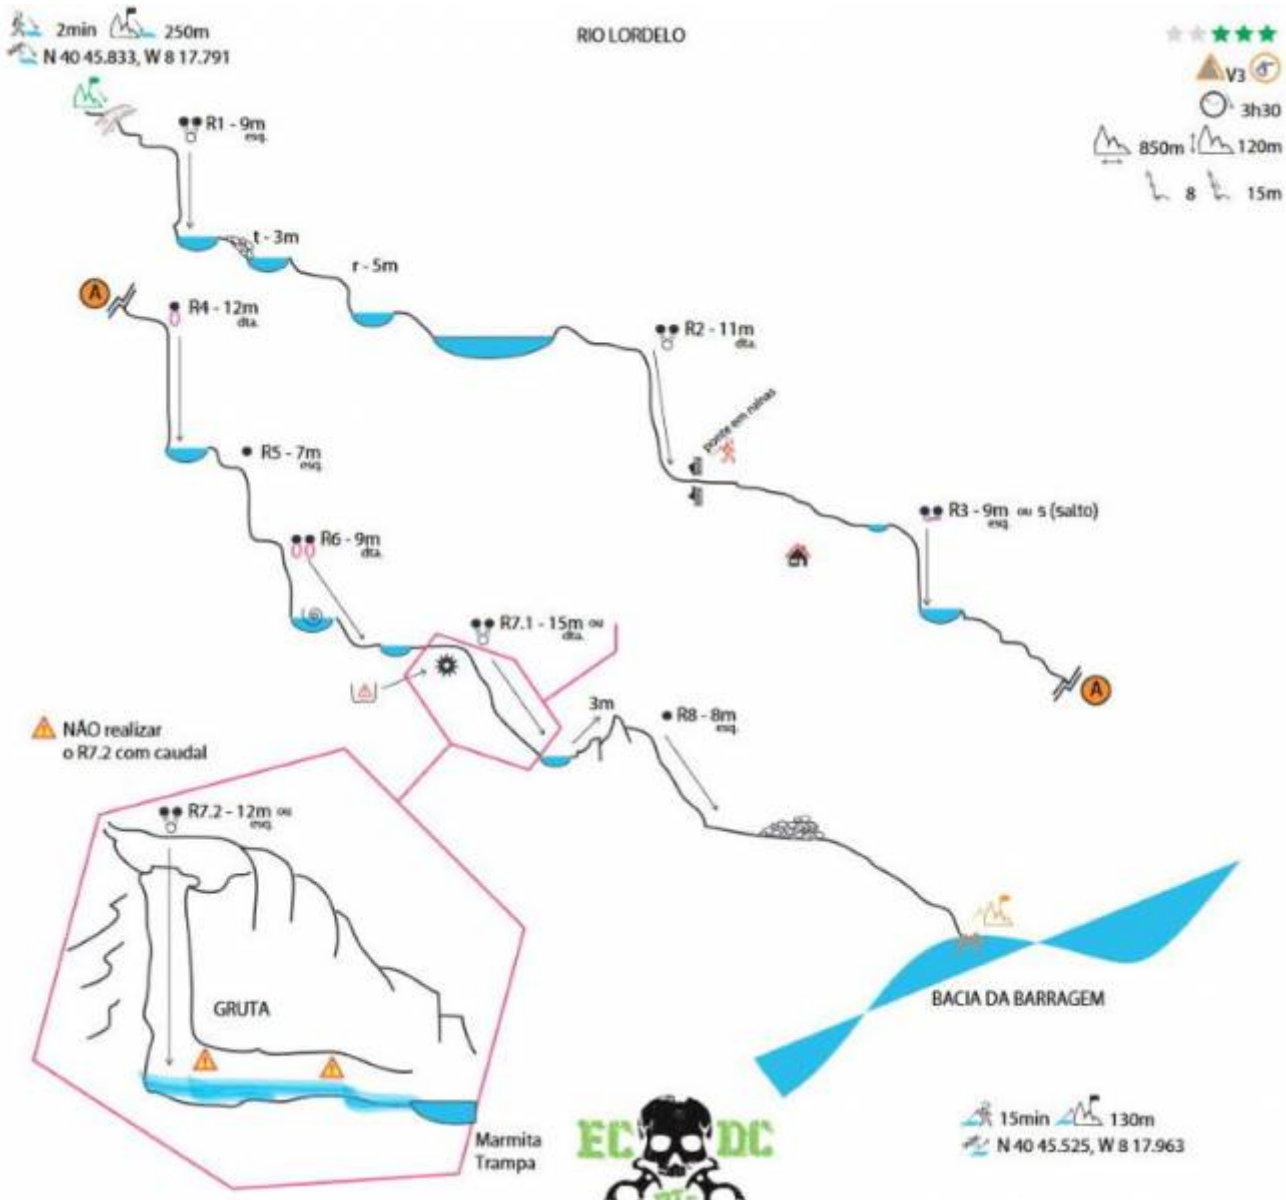 2min 250m
N 40 45.833, W 8 17.791
RIO LORDELO
V3
3h30
850m 120m
8 15m
R1 - 9m
esq.
t - 3m
r - 5m
A
R4 - 12m
dta.
R2 - 11m
dta.
ponte em ruínas
R5 - 7m
esq.
R3 - 9m ou s (salto)
esq.
R6 - 9m
dta.
R7.1 - 15m ou
dta.
A
3m
R8 - 8m
esq.
NÃO realizar
o R7.2 com caudal
R7.2 - 12m ou
esq.
GRUTA
BACIA DA BARRAGEM
Marmita
Trampa
EC DC
15min 130m
N 40 45.525, W 8 17.963